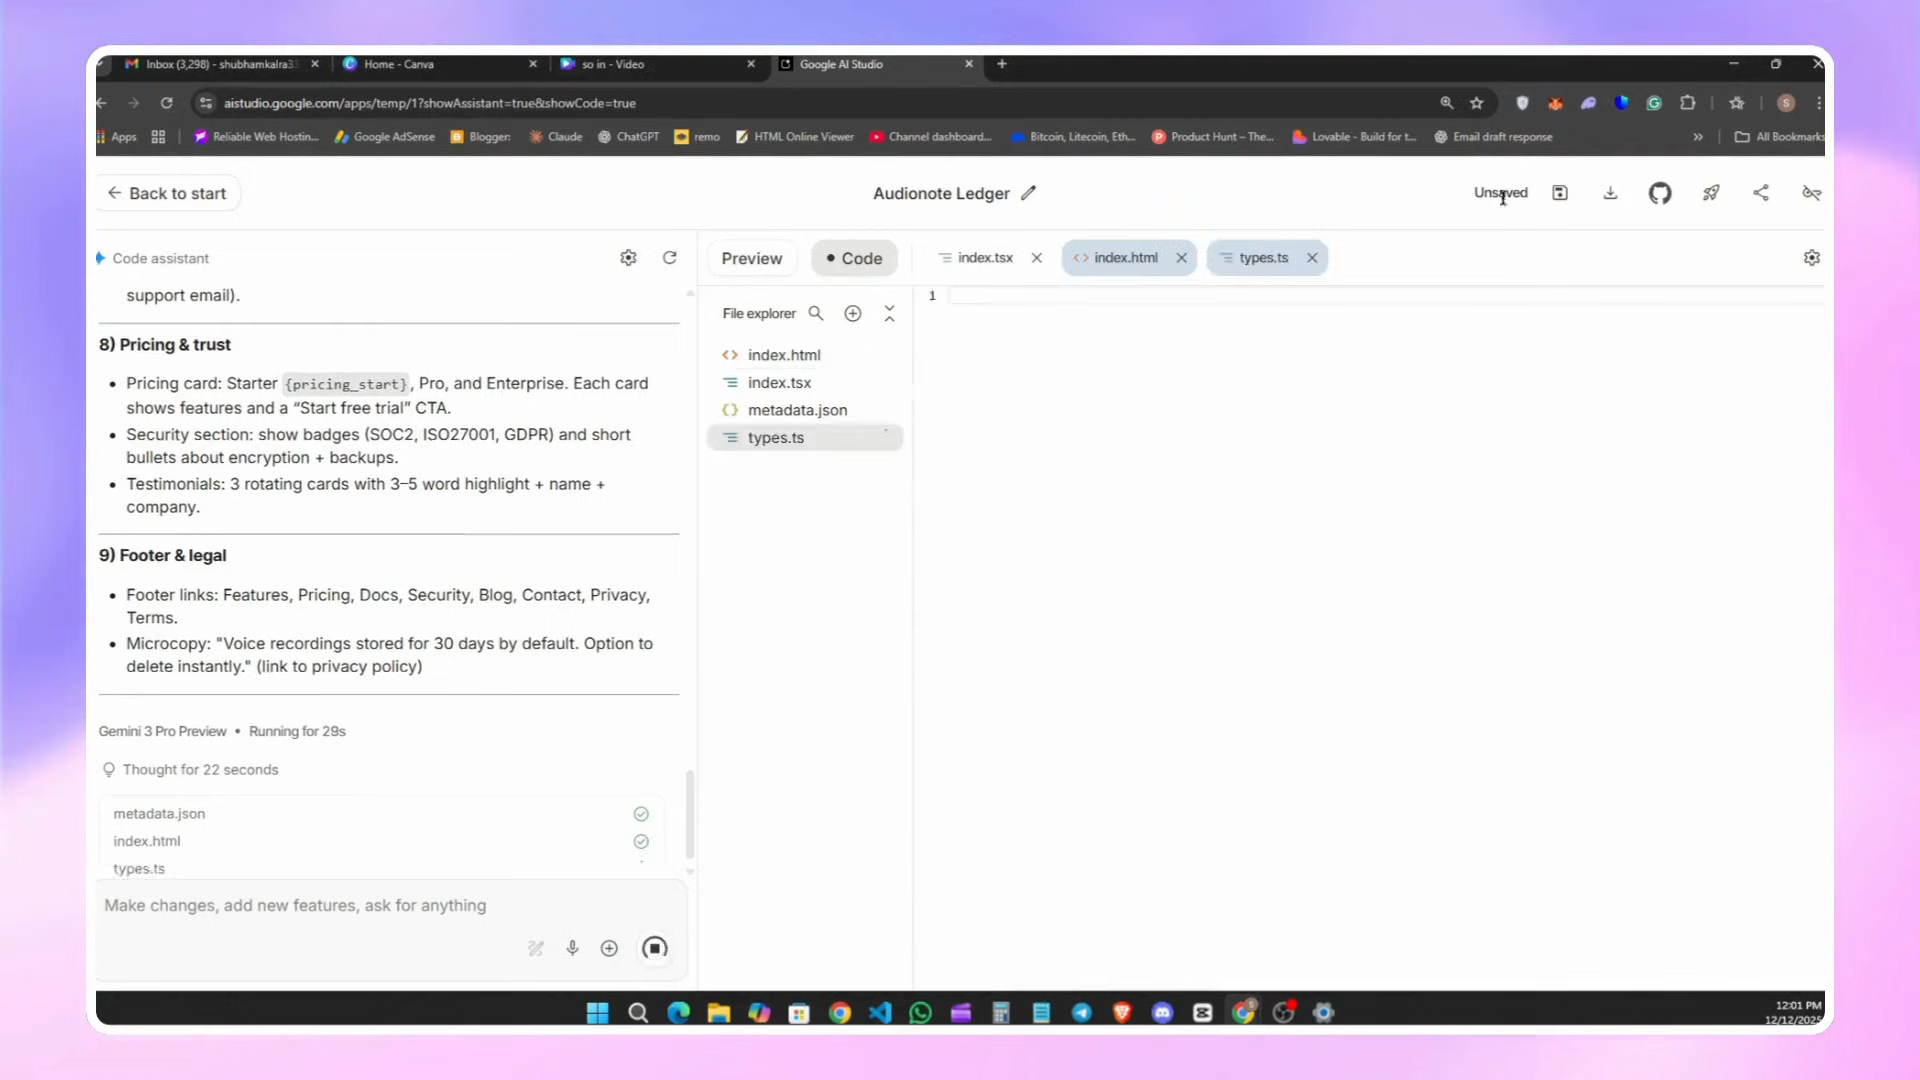 Inbox (3,298) - shubhamkalra33
Home - Canva
so in - Video
Google AI Studio
aistudio.google.com/apps/temp/1?showAssistant=true&showCode=true
Apps
Reliable Web Hostin...
Google AdSense
Blogger:
Claude
ChatGPT
remo
HTML Online Viewer
Channel dashboard...
Bitcoin, Litecoin, Eth...
Product Hunt – The...
Lovable - Build for t...
Email draft response
All Bookmarks
Back to start
Audionote Ledger
Unsaved
Code assistant
Preview
Code
index.tsx
index.html
types.ts
support email).
File explorer
1
index.html
index.tsx
metadata.json
types.ts
8) Pricing & trust
Pricing card: Starter {pricing_start}, Pro, and Enterprise. Each card
shows features and a “Start free trial” CTA.
Security section: show badges (SOC2, ISO27001, GDPR) and short
bullets about encryption + backups.
Testimonials: 3 rotating cards with 3–5 word highlight + name +
company.
9) Footer & legal
Footer links: Features, Pricing, Docs, Security, Blog, Contact, Privacy,
Terms.
Microcopy: "Voice recordings stored for 30 days by default. Option to
delete instantly." (link to privacy policy)
Gemini 3 Pro Preview • Running for 29s
Thought for 22 seconds
metadata.json
index.html
types.ts
Make changes, add new features, ask for anything
12:01 PM
12/12/2025